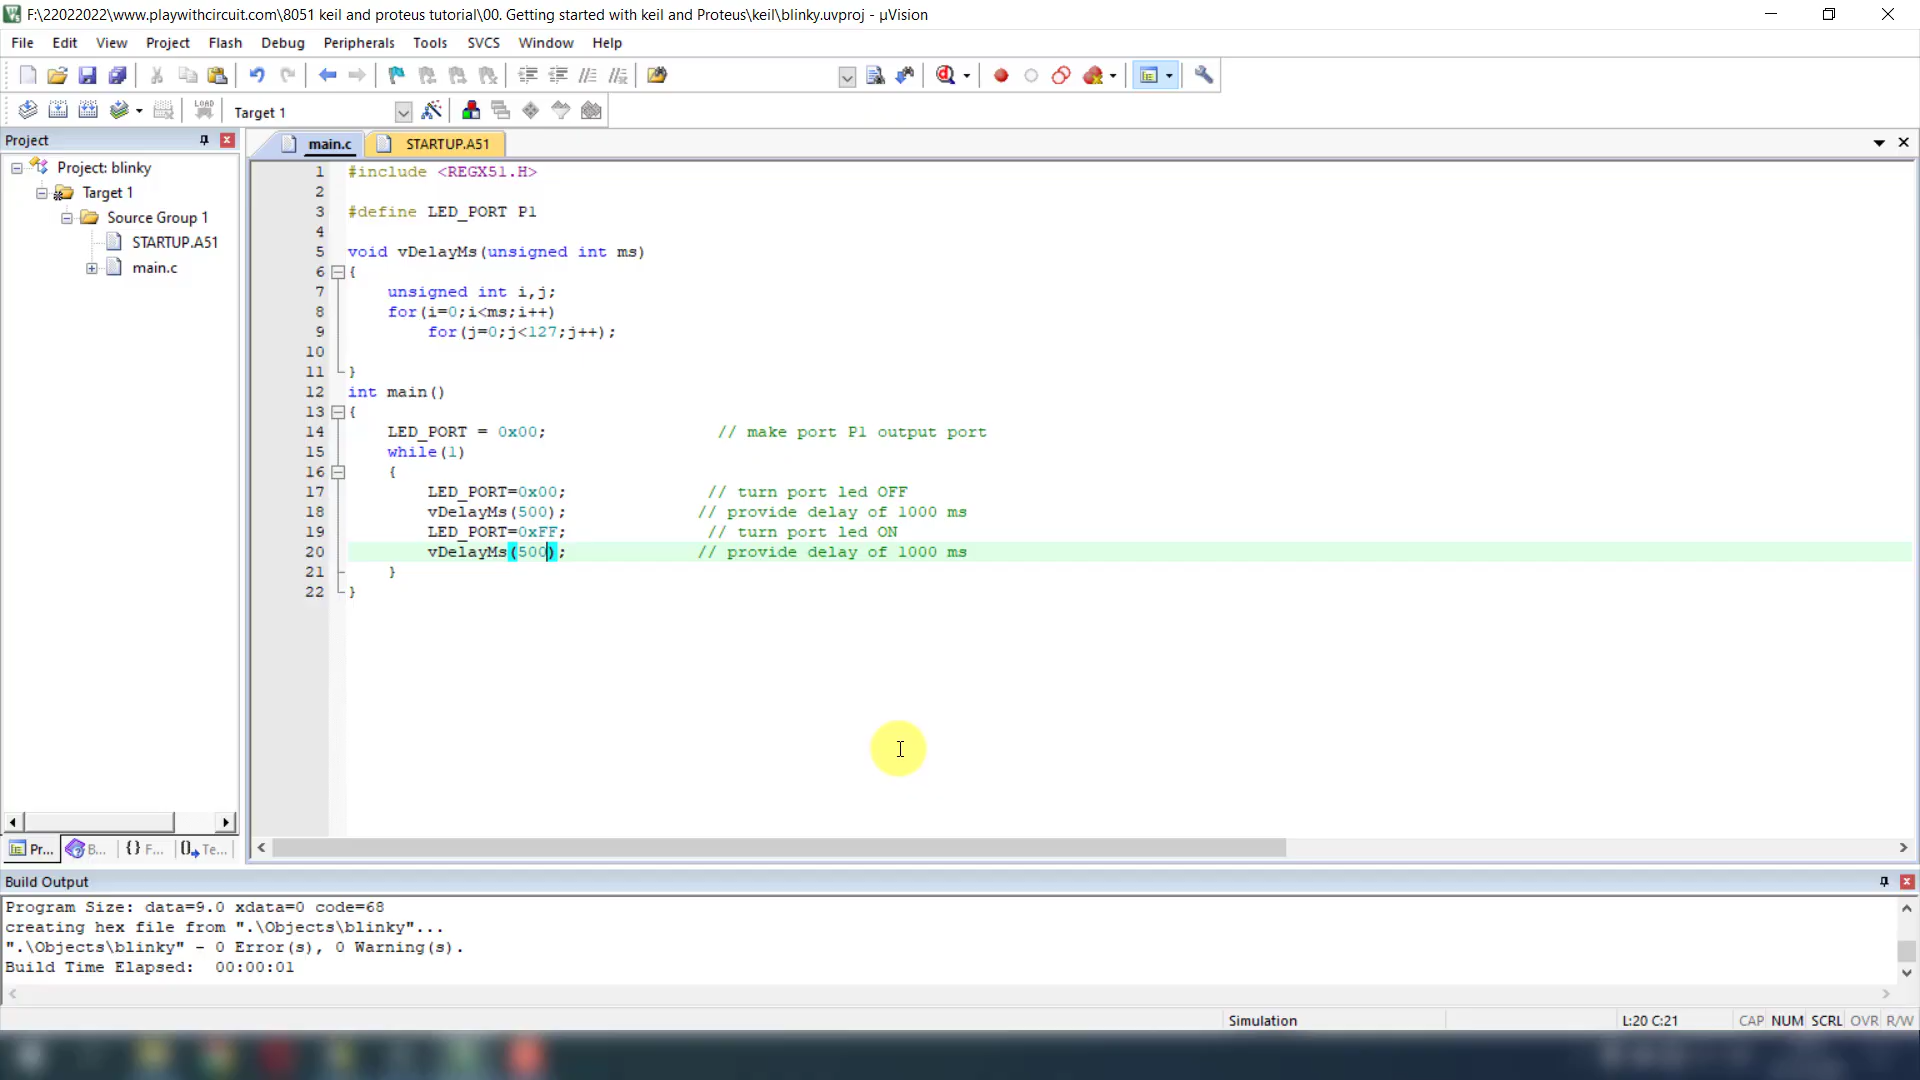 F:\22022022\www.playwithcircuit.com\8051 keil and proteus tutorial\00. Getting started with keil and Proteus\keil\blinky.uvproj - µVision
File Edit View Project Flash Debug Peripherals Tools SVCS Window Help
LOAD Target 1
Project
Project: blinky
Target 1
Source Group 1
STARTUP.A51
main.c
Pr... B... {} F... Te...
main.c STARTUP.A51
1 #include <REGX51.H>
2
3 #define LED_PORT P1
4
5 void vDelayMs(unsigned int ms)
6 {
7 unsigned int i,j;
8 for(i=0;i<ms;i++)
9 for(j=0;j<127;j++);
10
11 }
12 int main()
13 {
14 LED_PORT = 0x00; // make port P1 output port
15 while(1)
16 {
17 LED_PORT=0x00; // turn port led OFF
18 vDelayMs(500); // provide delay of 1000 ms
19 LED_PORT=0xFF; // turn port led ON
20 vDelayMs(500); // provide delay of 1000 ms
21 }
22 }
Build Output
Program Size: data=9.0 xdata=0 code=68
creating hex file from ".\Objects\blinky"...
".\Objects\blinky" - 0 Error(s), 0 Warning(s).
Build Time Elapsed: 00:00:01
Simulation L:20 C:21 CAP NUM SCRL OVR R/W